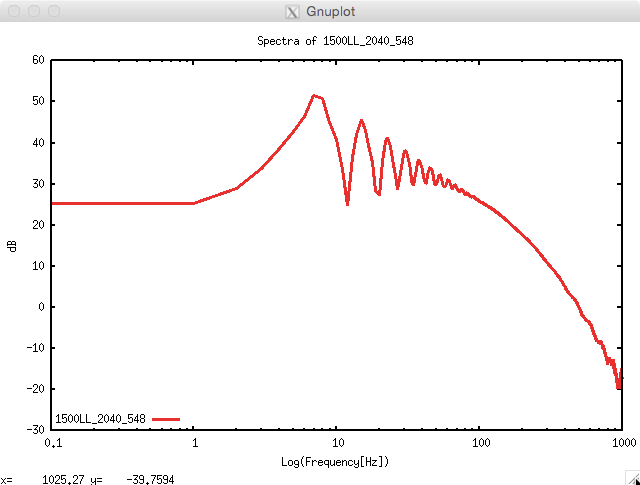 Gnuplot
Spectra of 1500LL_2040_548
60
50
40
30
20
10
0
-10
-20
-30
dB
1500LL_2040_548
0.1 1 10 100 1000
Log(Frequency[Hz])
x= 1025.27 y= -39.7594